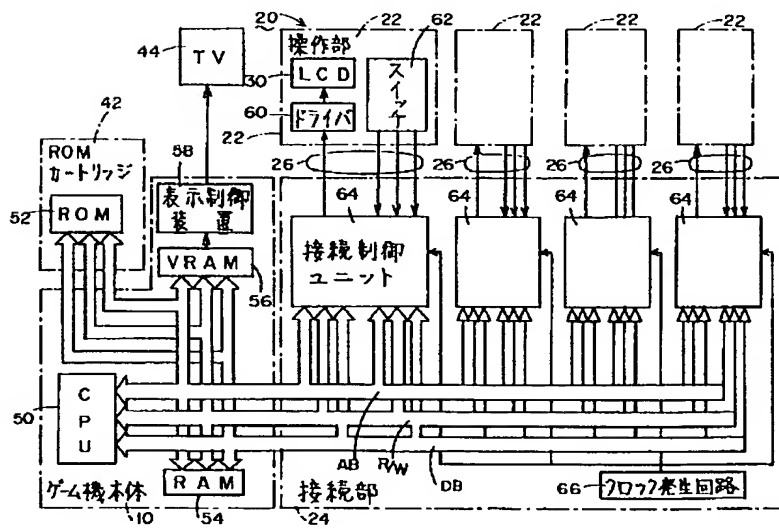 20
22
22
22
22
44
TV
操作部
62
LCD
30
スイッチ
60
ドライバ
22
42
ROM
カートリッジ
58
26
26
26
26
表示制御
装置
52
ROM
64
64
64
64
接続制御
ユニット
VRAM
56
50
CPU
AB
R/W
DB
RAM
54
ゲーム機本体
10
接続部
24
66
クロック発生回路